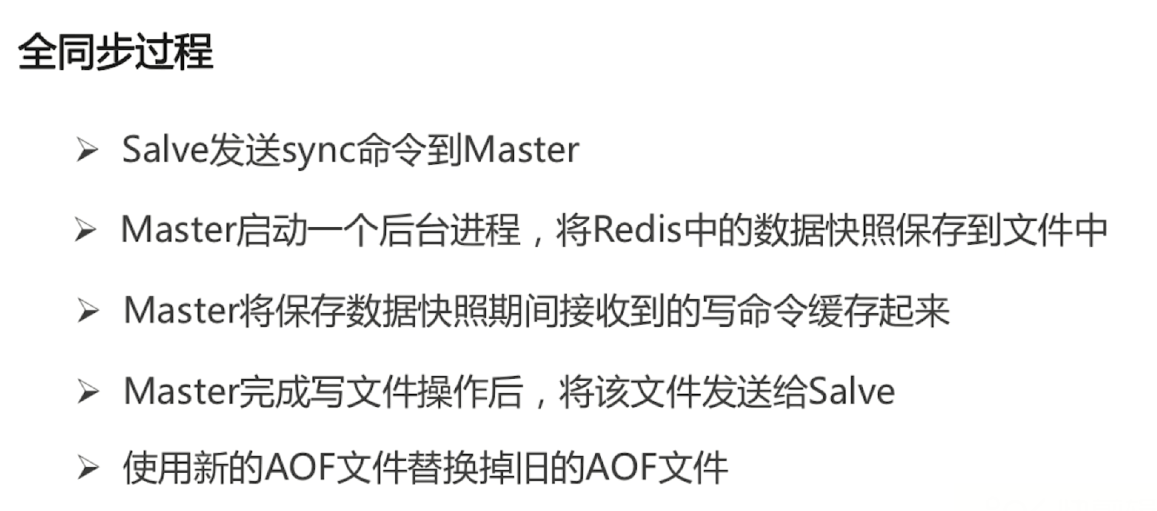 全同步过程
Salve发送sync命令到Master
Master启动一个后台进程，将Redis中的数据快照保存到文件中
Master将保存数据快照期间接收到的写命令缓存起来
Master完成写文件操作后，将该文件发送给Salve
使用新的AOF文件替换掉旧的AOF文件